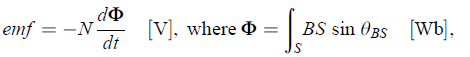 emf = −N dΦ/dt [V], where Φ = ∫_S BS sin θ_BS [Wb],